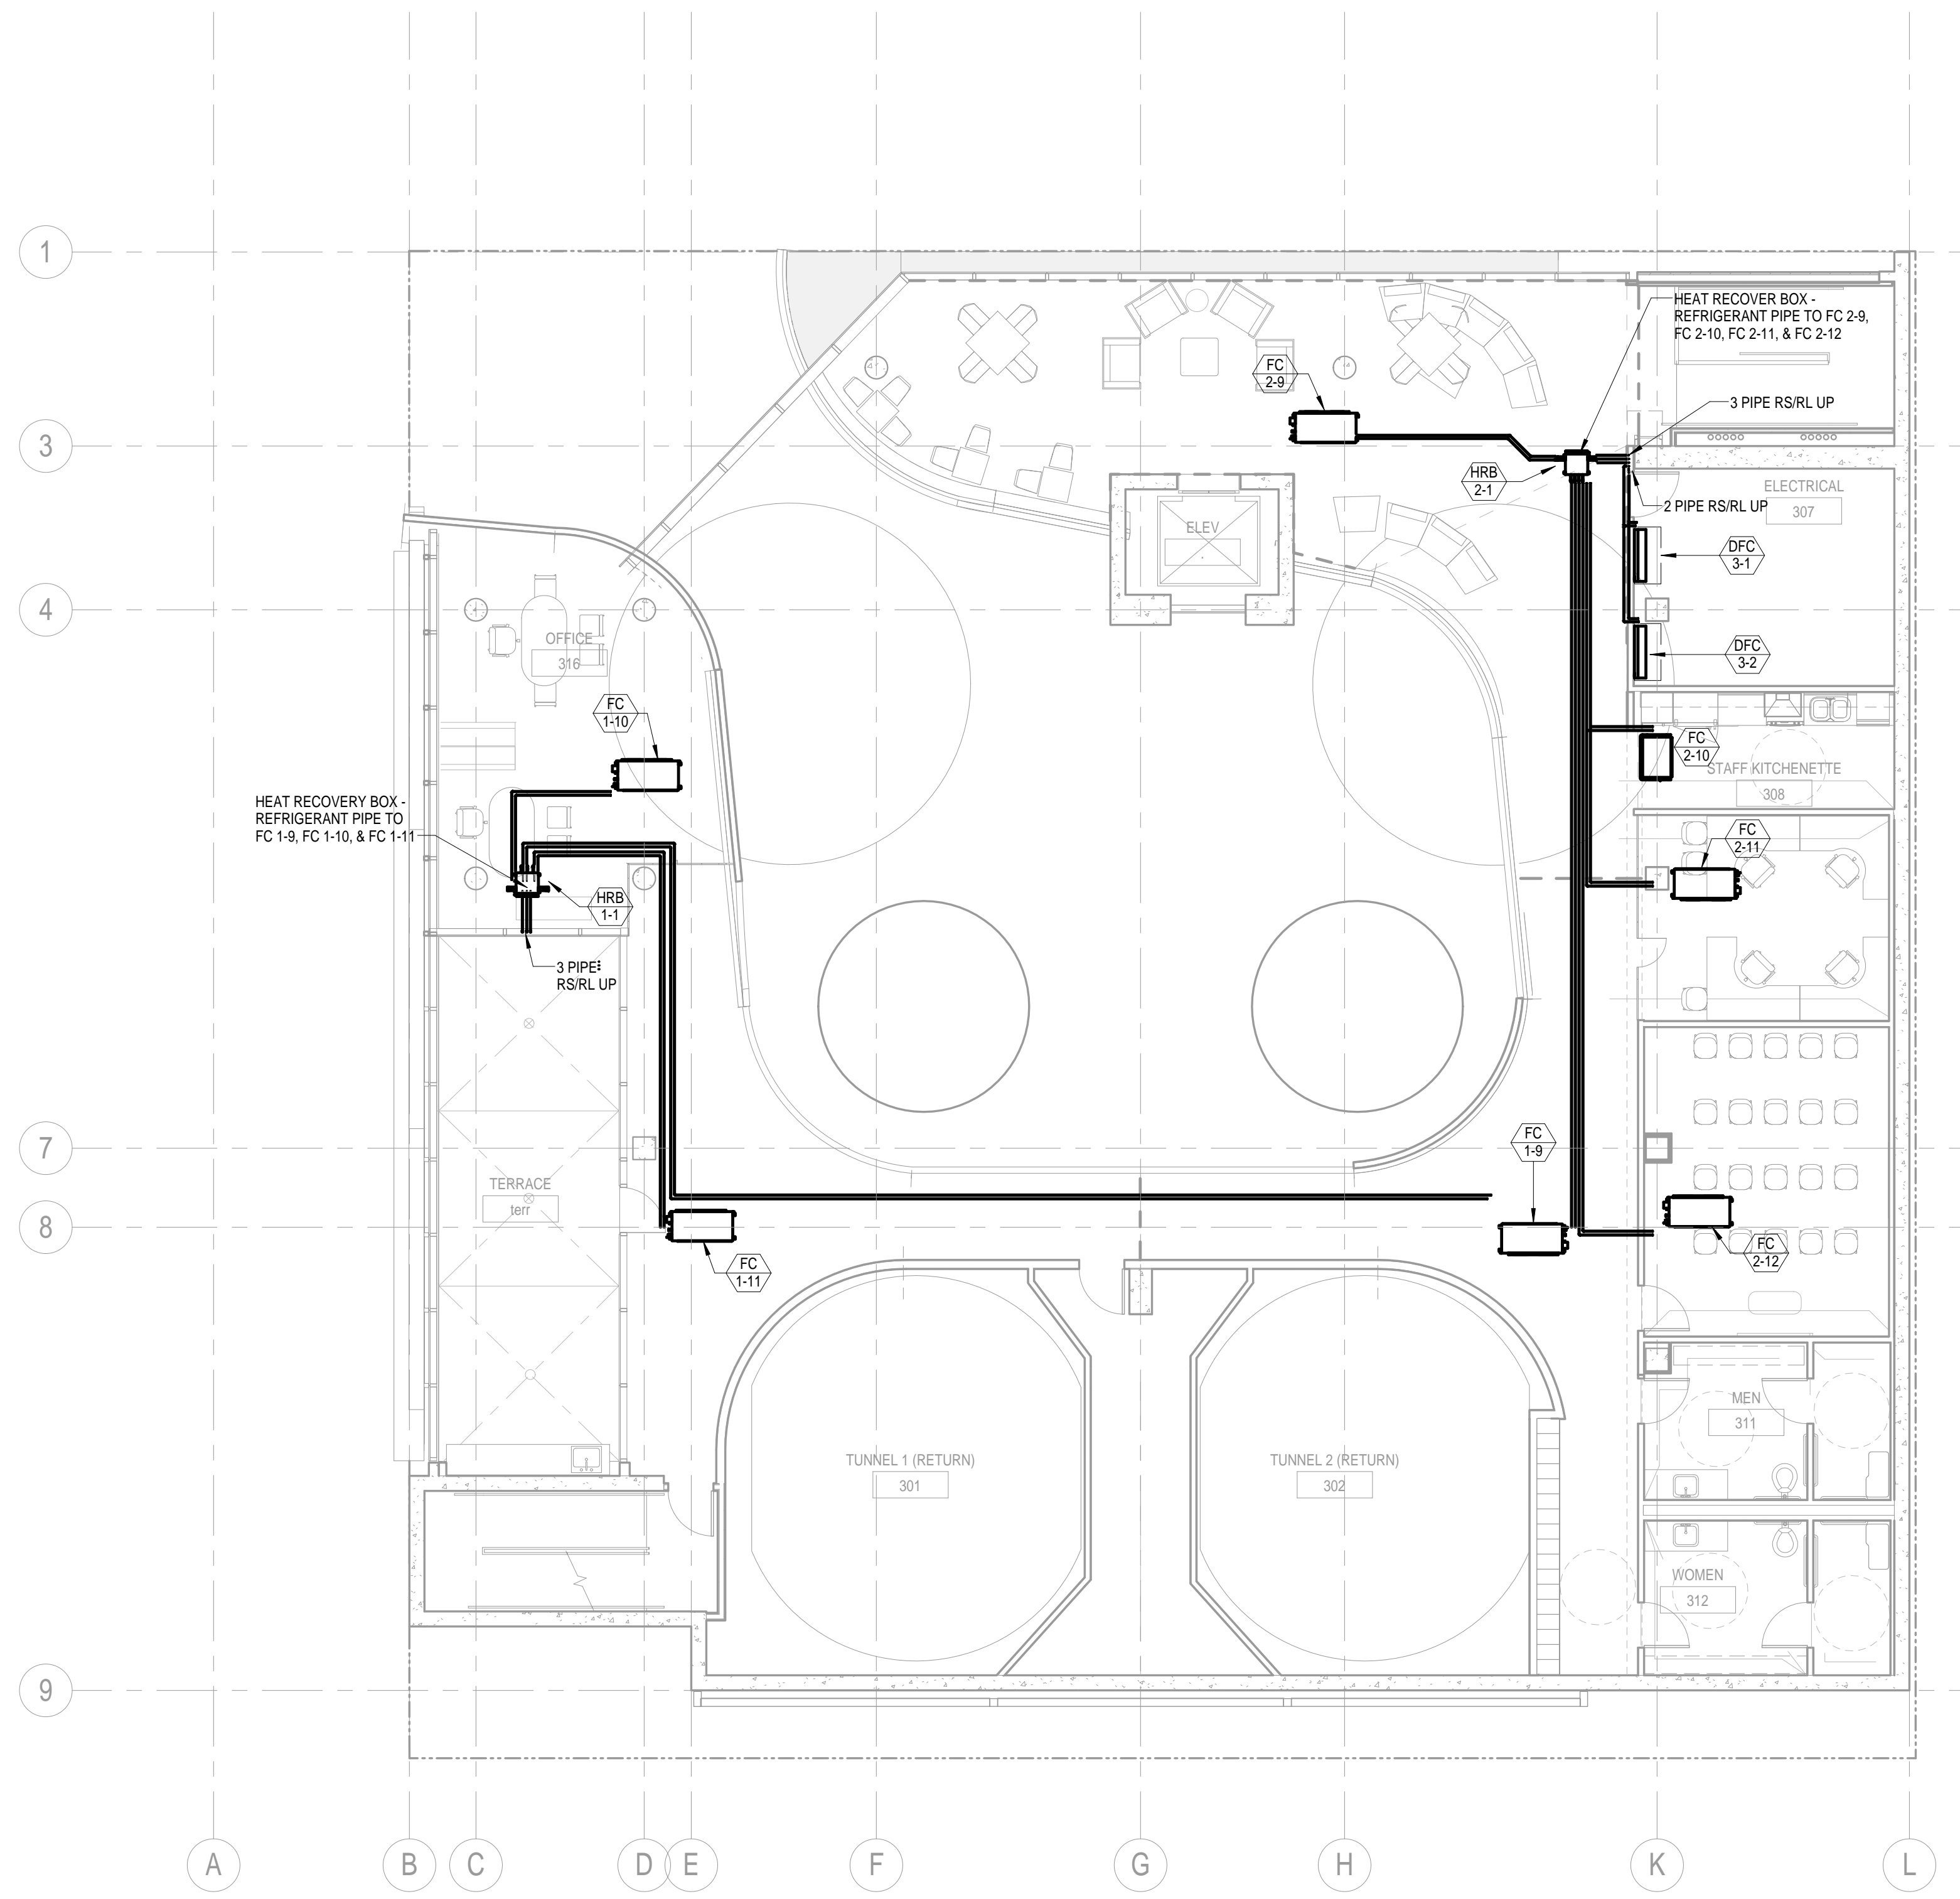 1
HEAT RECOVER BOX -
REFRIGERANT PIPE TO FC 2-9,
FC 2-10, FC 2-11, & FC 2-12
FC
2-9
3 PIPE RS/RL UP
3
HRB
2-1
ELECTRICAL
307
2 PIPE RS/RL UP
ELEV
DFC
3-1
4
OFFICE
316
DFC
3-2
FC
1-10
FC
2-10
STAFF KITCHENETTE
308
HEAT RECOVERY BOX -
REFRIGERANT PIPE TO
FC 1-9, FC 1-10, & FC 1-11
FC
2-11
HRB
1-1
3 PIPE
RS/RL UP
7
FC
1-9
TERRACE
terr
8
FC
1-11
FC
2-12
MEN
311
TUNNEL 1 (RETURN)
301
TUNNEL 2 (RETURN)
302
WOMEN
312
9
A
B
C
D
E
F
G
H
K
L